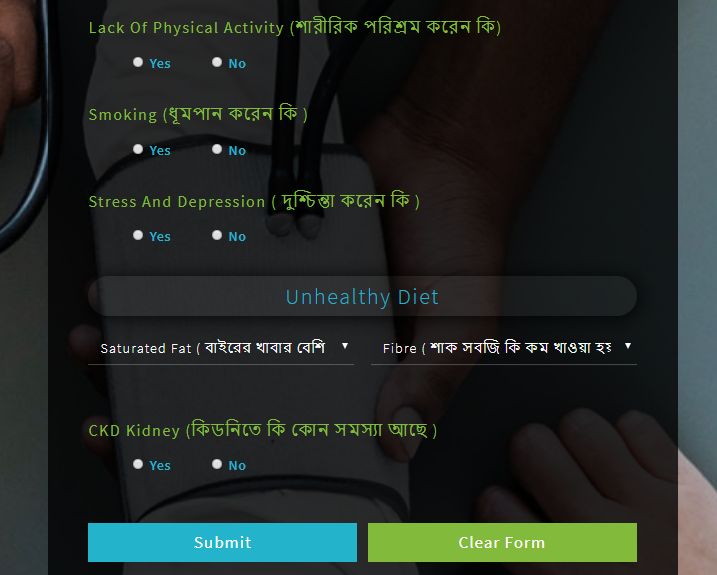 Lack Of Physical Activity (শারীরিক পরিশ্রম করেন কি)
Yes No
Smoking (ধূমপান করেন কি )
Yes No
Stress And Depression ( দুশ্চিন্তা করেন কি )
Yes No
Unhealthy Diet
Saturated Fat ( বাইরের খাবার বেশি Fibre ( শাক সবজি কি কম খাওয়া হয়
CKD Kidney (কিডনিতে কি কোন সমস্যা আছে )
Yes No
Submit Clear Form